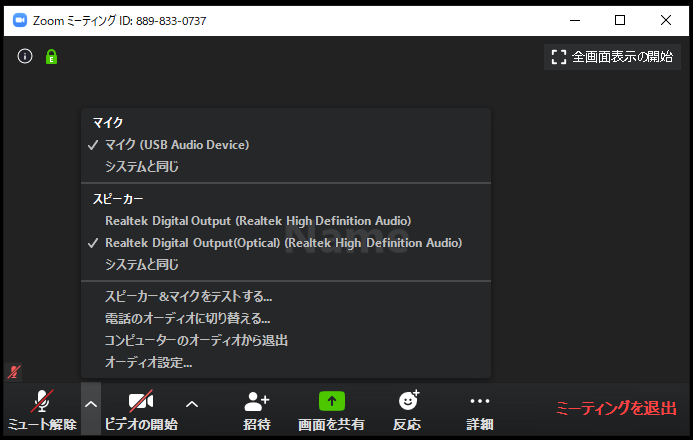 Zoom ミーティング ID: 889-833-0737
全画面表示の開始
マイク
マイク (USB Audio Device)
システムと同じ
スピーカー
Realtek Digital Output (Realtek High Definition Audio)
Name
Realtek Digital Output(Optical) (Realtek High Definition Audio)
システムと同じ
スピーカー&マイクをテストする...
電話のオーディオに切り替える...
コンピューターのオーディオから退出
オーディオ設定...
ミュート解除
ビデオの開始
招待
画面を共有
反応
詳細
ミーティングを退出